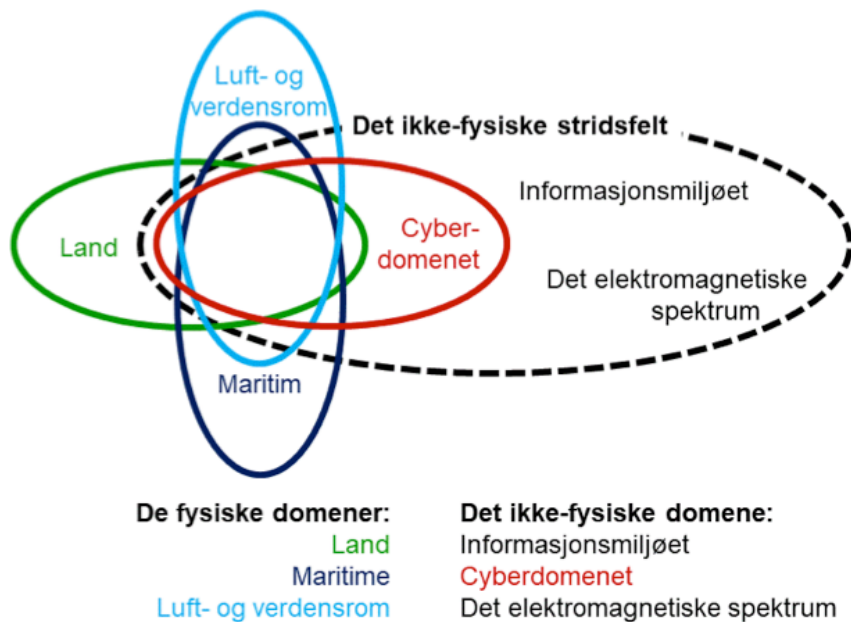 Luft- og
verdensrom
Det ikke-fysiske stridsfelt
Informasjonsmiljøet
Land
Cyber-
domenet
Det elektromagnetiske
spektrum
Maritim
De fysiske domener:
Land
Maritime
Luft- og verdensrom
Det ikke-fysiske domene:
Informasjonsmiljøet
Cyberdomenet
Det elektromagnetiske spektrum